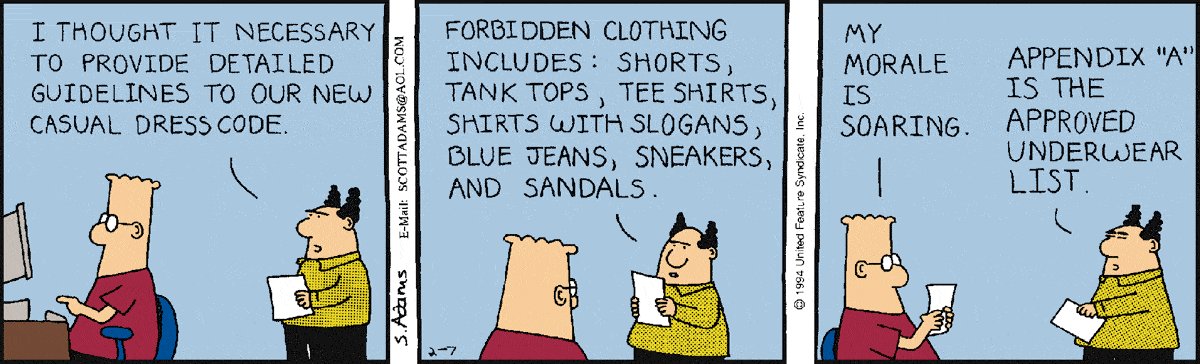 I THOUGHT IT NECESSARY
TO PROVIDE DETAILED
GUIDELINES TO OUR NEW
CASUAL DRESS CODE.
S. Adams E-Mail: SCOTTADAMS@AOL.COM
FORBIDDEN CLOTHING
INCLUDES: SHORTS,
TANK TOPS, TEE SHIRTS,
SHIRTS WITH SLOGANS,
BLUE JEANS, SNEAKERS,
AND SANDALS.
2-7
© 1994 United Feature Syndicate, Inc.
MY
MORALE
IS
SOARING.
APPENDIX "A"
IS THE
APPROVED
UNDERWEAR
LIST.